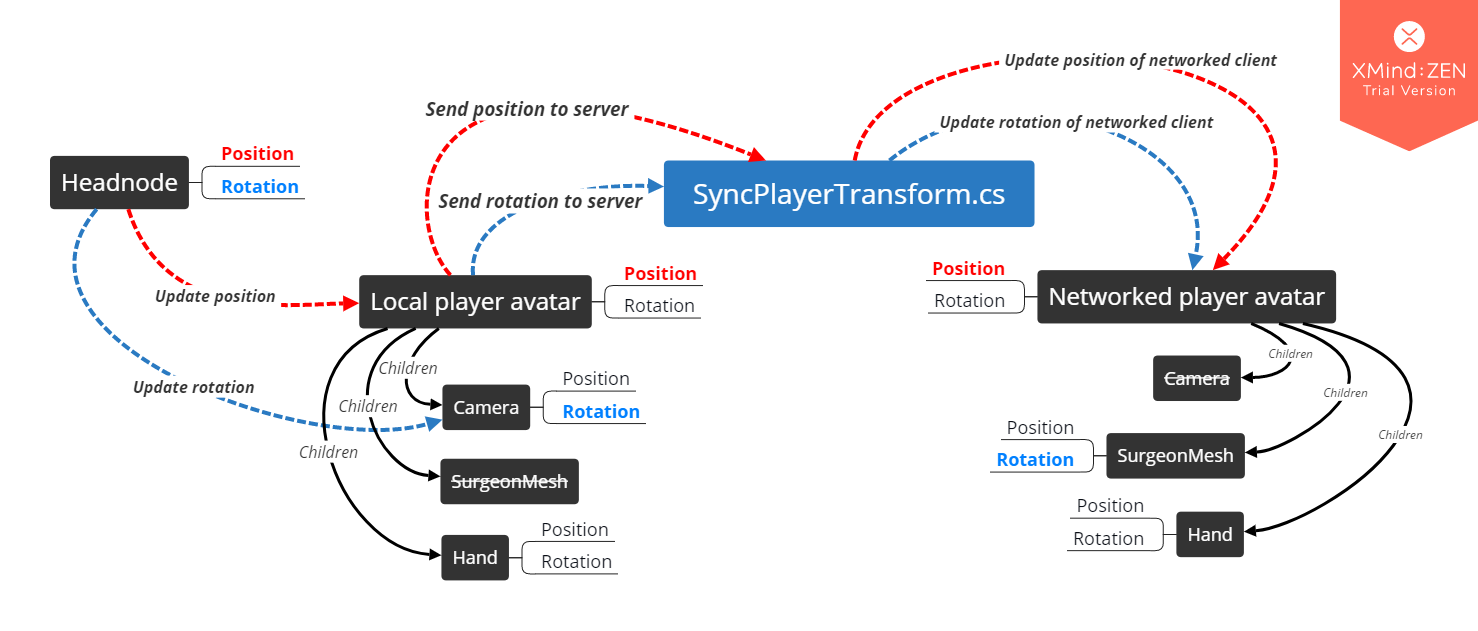 XMind:ZEN
Trial Version
Update position of networked client
Send position to server
Update rotation of networked client
Headnode
Position
Rotation
SyncPlayerTransform.cs
Send rotation to server
Update position
Local player avatar
Position
Rotation
Position
Rotation
Networked player avatar
Update rotation
Children
Children
Children
Camera
Position
Rotation
SurgeonMesh
Hand
Position
Rotation
Children
Children
Children
Camera
Position
Rotation
SurgeonMesh
Position
Rotation
Hand